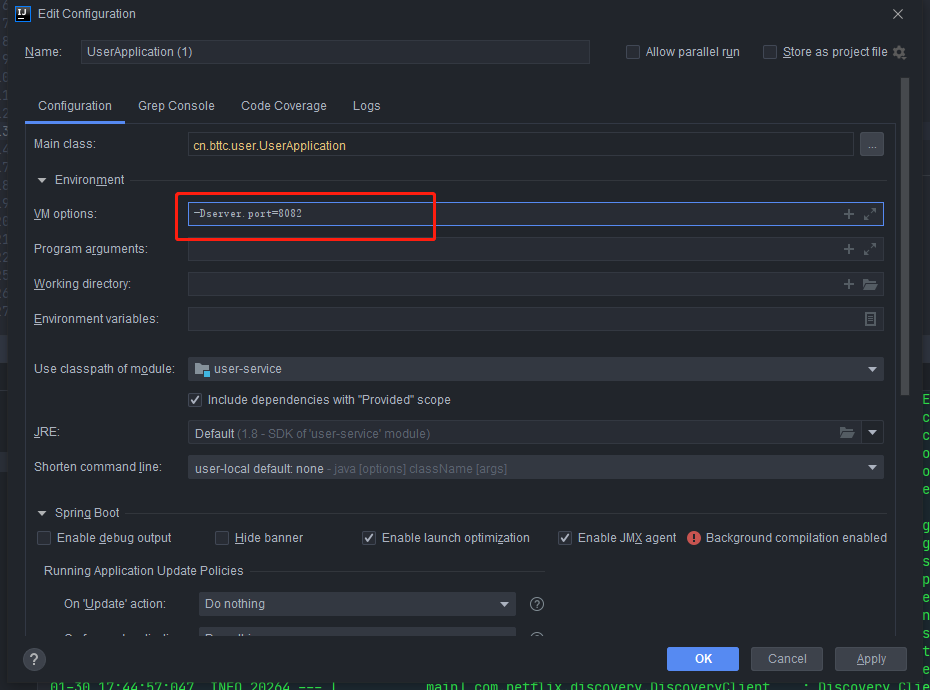 Edit Configuration
Name:
UserApplication (1)
Allow parallel run
Store as project file
Configuration
Grep Console
Code Coverage
Logs
Main class:
cn.bttc.user.UserApplication
...
Environment
VM options:
-Dserver.port=8082
Program arguments:
Working directory:
Environment variables:
Use classpath of module:
user-service
Include dependencies with "Provided" scope
JRE:
Default (1.8 - SDK of 'user-service' module)
Shorten command line:
user-local default: none - java [options] className [args]
Spring Boot
Enable debug output
Hide banner
Enable launch optimization
Enable JMX agent
Background compilation enabled
Running Application Update Policies
On 'Update' action:
Do nothing
?
?
OK
Cancel
Apply
01-30 17:44:57:047 INFO 20264 --- [ main] com.netflix.discovery.DiscoveryClient : Discovery Clie